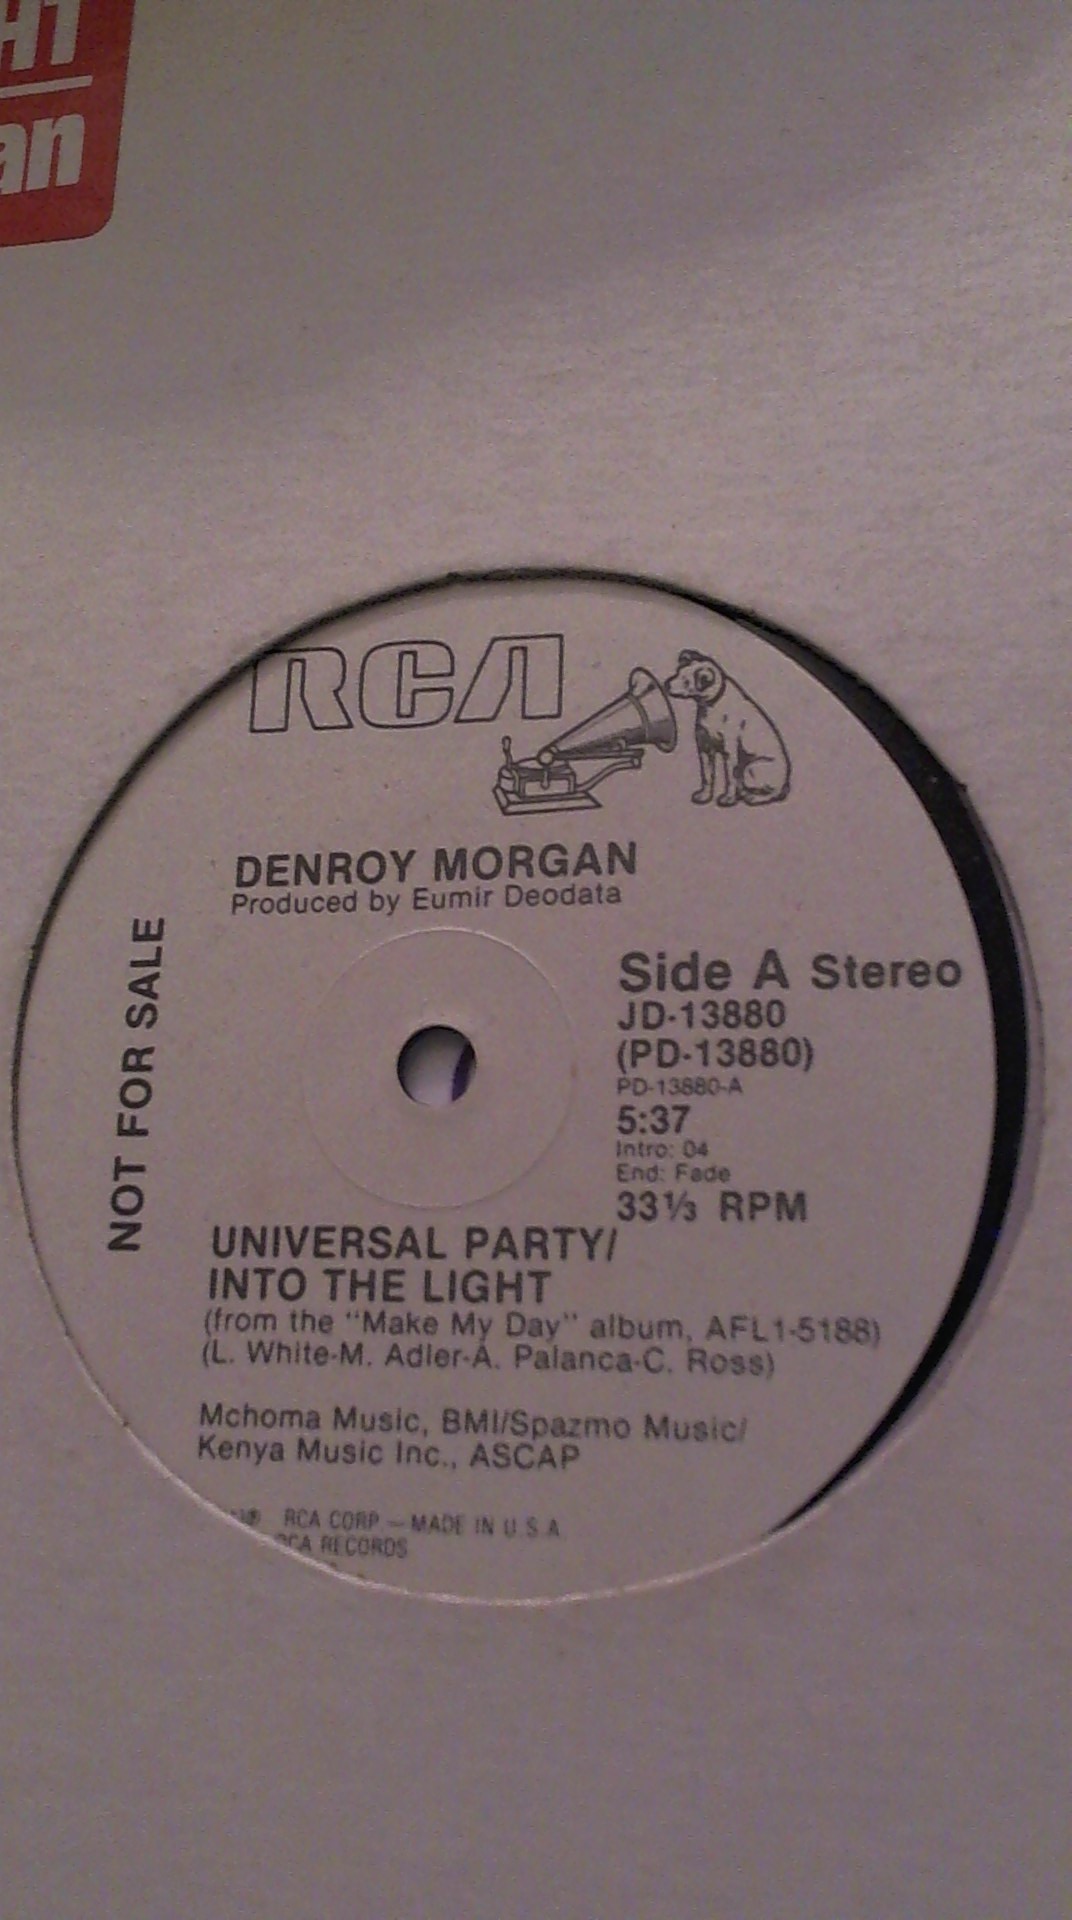 RCA
DENROY MORGAN
Produced by Eumir Deodata
NOT FOR SALE
Side A Stereo
JD-13880
(PD-13880)
PD-13880-A
5:37
Intro: 04
End: Fade
33⅓ RPM
UNIVERSAL PARTY/
INTO THE LIGHT
(from the "Make My Day" album, AFL1-5188)
(L. White-M. Adler-A. Palanca-C. Ross)
Mchoma Music, BMI/Spazmo Music/
Kenya Music Inc., ASCAP
RCA CORP — MADE IN U.S.A.
RCA RECORDS